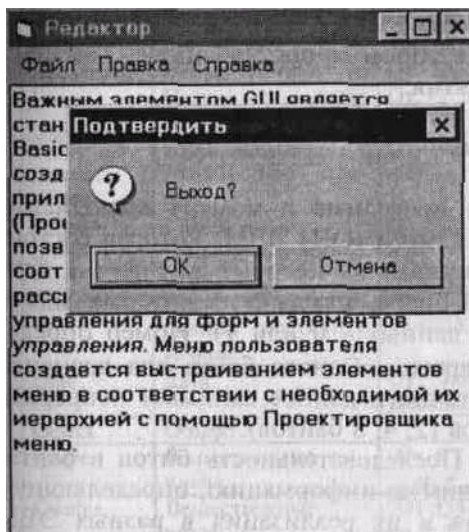 Редактор
Файл Правка Справка
Важным элементом GUI является
стан
Подтвердить
Basic
созд
Выход?
прил
(Прое
позв
OK Отмена
соот
расс
управления для форм и элементов
управления. Меню пользователя
создается выстраиванием элементов
меню в соответствии с необходимой их
иерархией с помощью Проектировщика
меню.